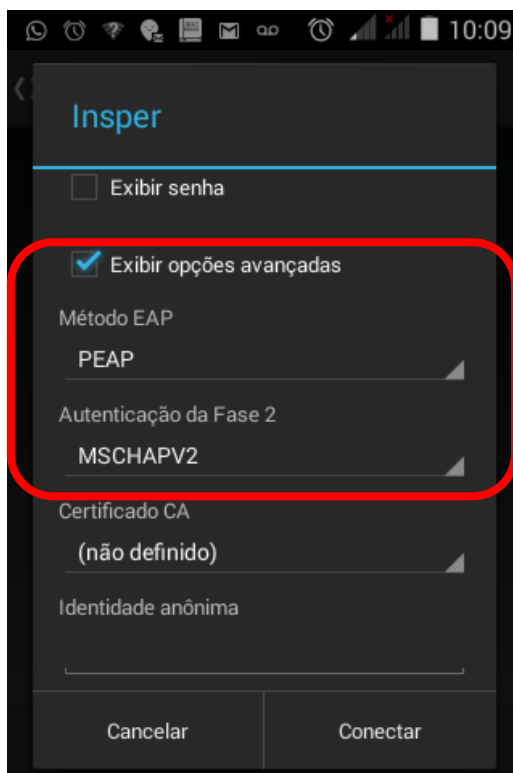 10:09
Insper
Exibir senha
Exibir opções avançadas
Método EAP
PEAP
Autenticação da Fase 2
MSCHAPV2
Certificado CA
(não definido)
Identidade anônima
Cancelar
Conectar